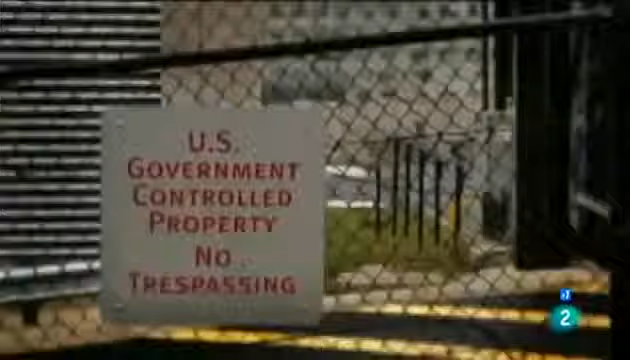 U.S.
GOVERNMENT
CONTROLLED
PROPERTY
NO
TRESPASSING
2